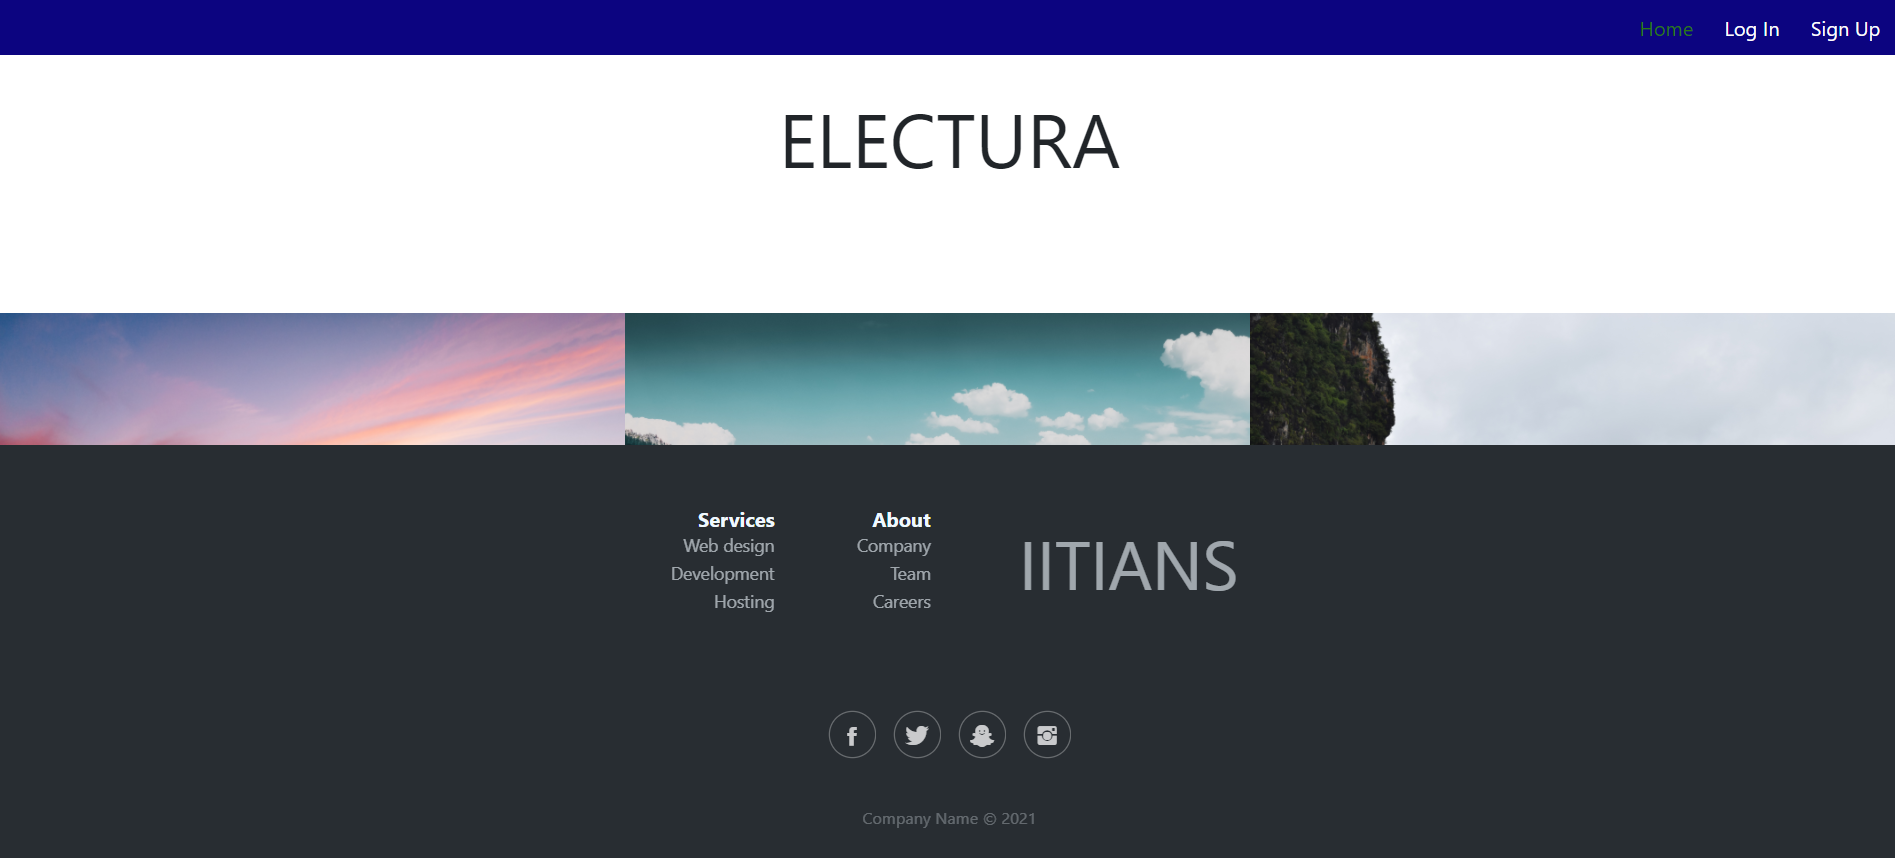 Home Log In Sign Up
ELECTURA
Services
Web design
Development
Hosting
About
Company
Team
Careers
IITIANS
Company Name © 2021